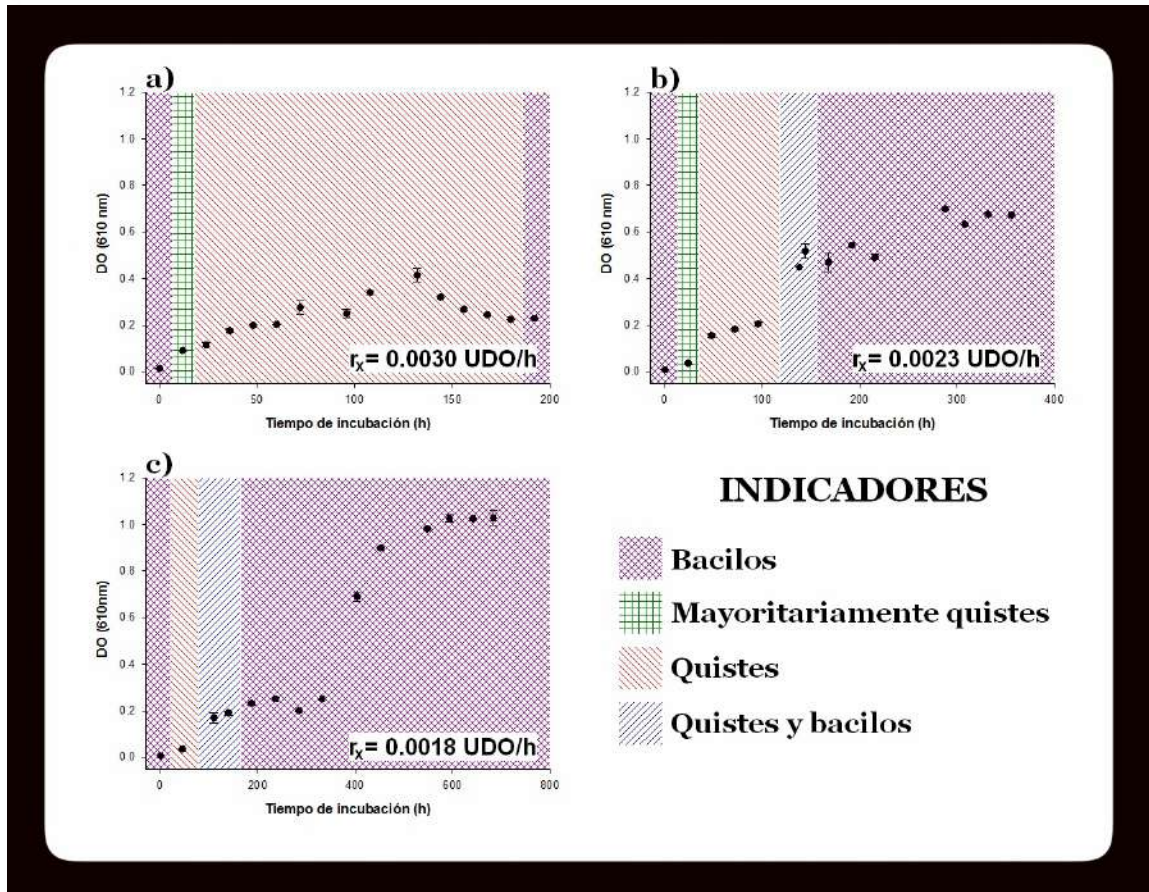 a)
1.2
1.0
0.8
0.6
0.4
0.2
0.0
DO (610 nm)
rx= 0.0030 UDO/h
0 50 100 150 200
Tiempo de incubación (h)
b)
1.2
1.0
0.8
0.6
0.4
0.2
0.0
DO (610 nm)
rx= 0.0023 UDO/h
0 100 200 300 400
Tiempo de incubación (h)
c)
1.2
1.0
0.8
0.6
0.4
0.2
0.0
DO (610nm)
rx= 0.0018 UDO/h
0 200 400 600 800
Tiempo de incubación (h)
INDICADORES
Bacilos
Mayoritariamente quistes
Quistes
Quistes y bacilos